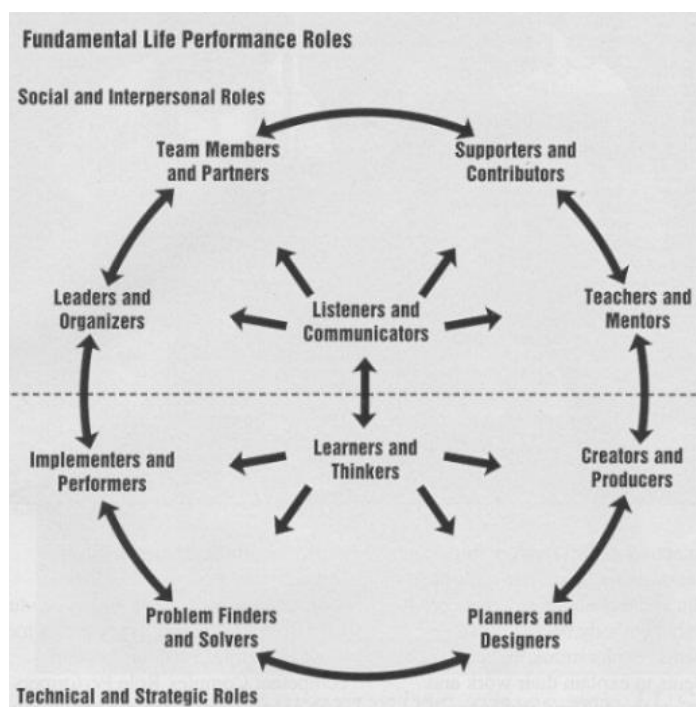 Fundamental Life Performance Roles
Social and Interpersonal Roles
Team Members
and Partners
Supporters and
Contributors
Leaders and
Organizers
Listeners and
Communicators
Teachers and
Mentors
Implementers and
Performers
Learners and
Thinkers
Creators and
Producers
Problem Finders
and Solvers
Planners and
Designers
Technical and Strategic Roles